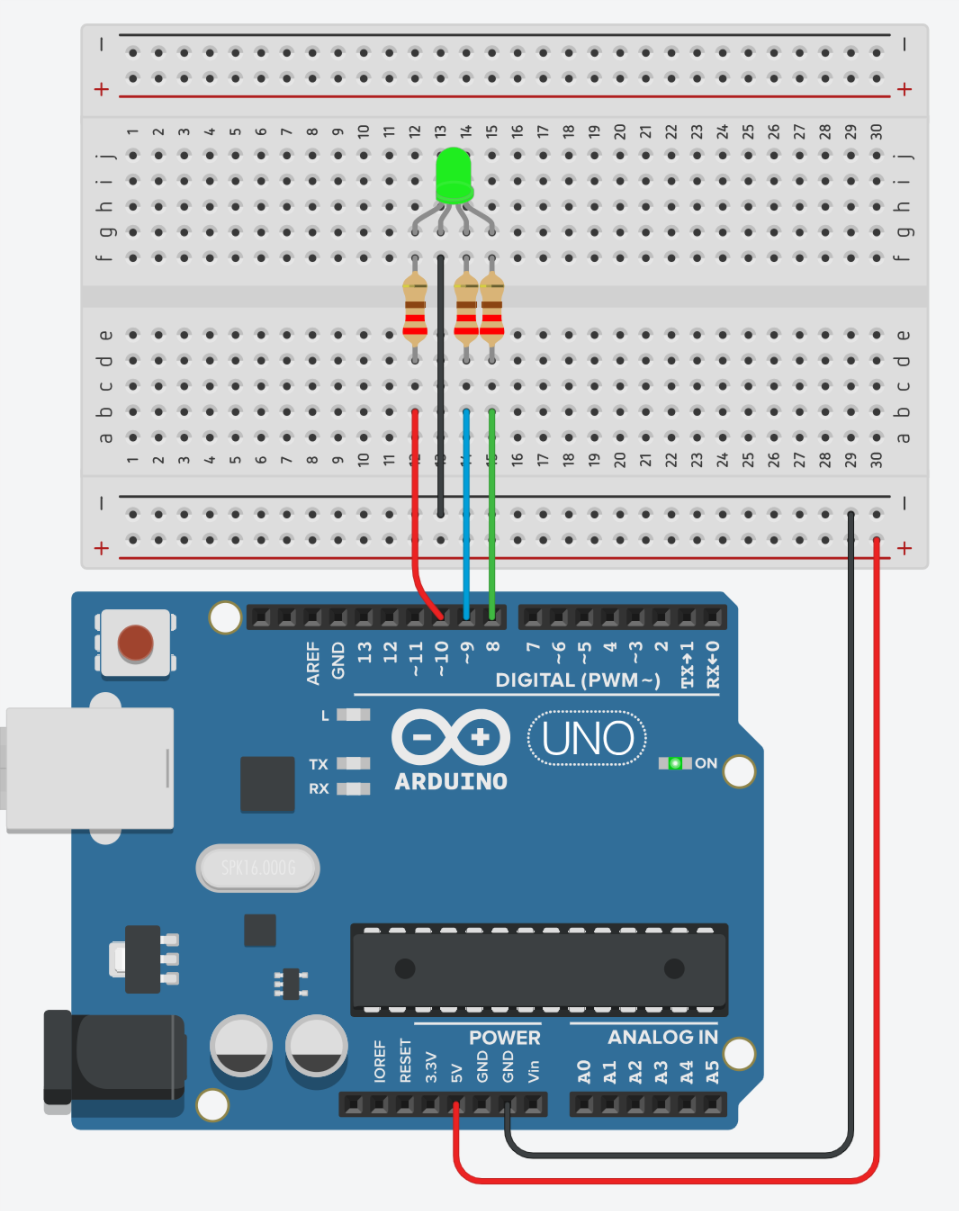 − −
+ +
1 2 3 4 5 6 7 8 9 10 11 12 13 14 15 16 17 18 19 20 21 22 23 24 25 26 27 28 29 30
j j
i i
h h
g g
f f
e e
d d
c c
b b
a a
1 2 3 4 5 6 7 8 9 10 11 12 13 14 15 16 17 18 19 20 21 22 23 24 25 26 27 28 29 30
− −
+ +
AREF GND 13 12 ~11 ~10 ~9 8 7 ~6 ~5 4 ~3 2 TX→1 RX←0
DIGITAL (PWM ~)
L
TX
RX
ARDUINO
UNO
ON
SPK16.000G
POWER
ANALOG IN
IOREF RESET 3.3V 5V GND GND Vin A0 A1 A2 A3 A4 A5